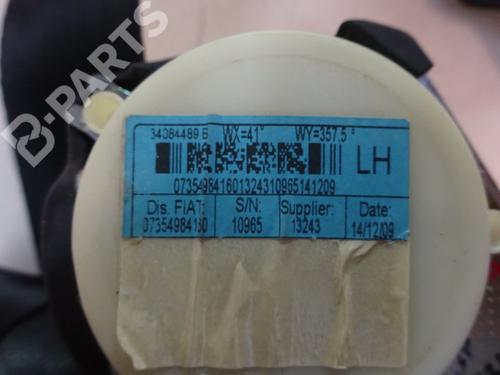 B-PARTS
34084489 B WX=41° WY=357.5°
LH
07354984160132431096514​1209
Dis. FIAT: S/N: Supplier: Date:
07354984160 10965 13243 14/12/09